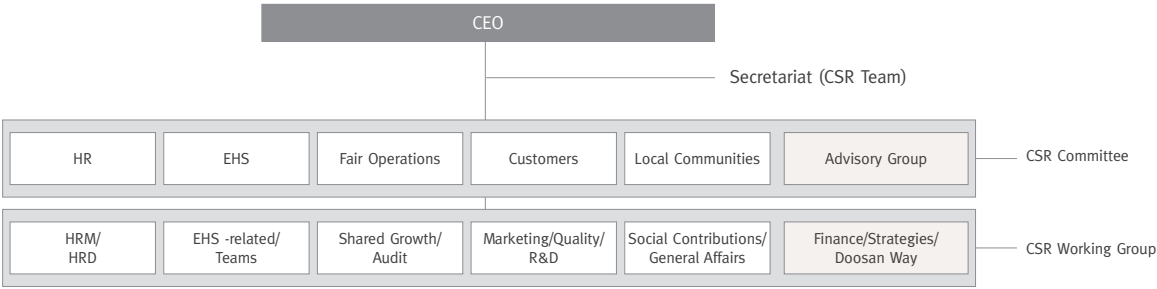 CEO
Secretariat (CSR Team)
HR
EHS
Fair Operations
Customers
Local Communities
Advisory Group
CSR Committee
HRM/
HRD
EHS -related/
Teams
Shared Growth/
Audit
Marketing/Quality/
R&D
Social Contributions/
General Affairs
Finance/Strategies/
Doosan Way
CSR Working Group